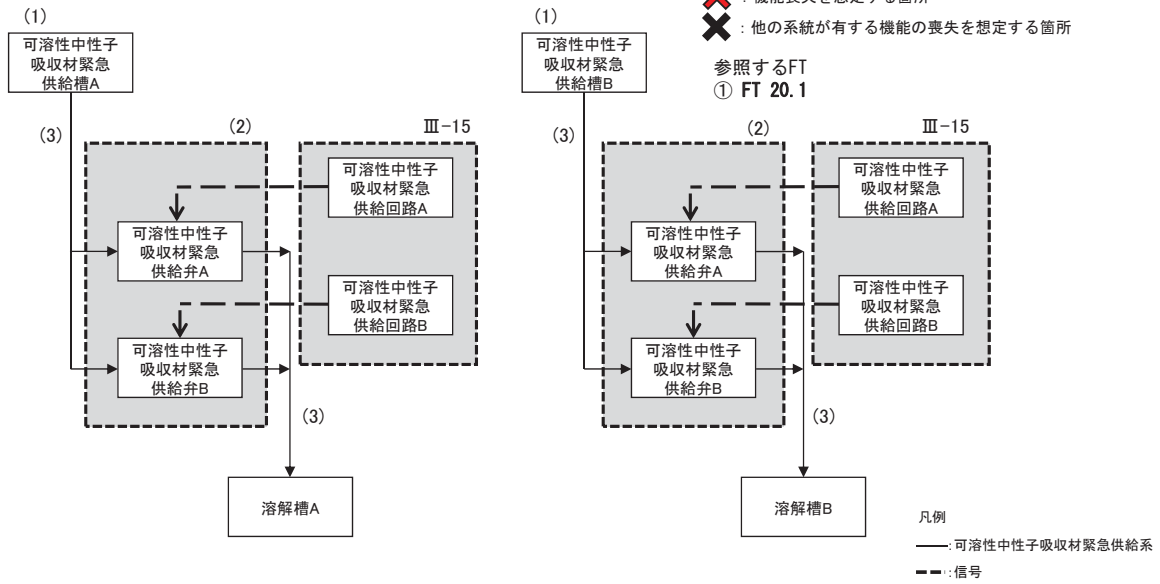 (1)
可溶性中性子
吸収材緊急
供給槽A
(3)
(2)
Ⅲ-15
可溶性中性子
吸収材緊急
供給回路A
可溶性中性子
吸収材緊急
供給弁A
可溶性中性子
吸収材緊急
供給回路B
可溶性中性子
吸収材緊急
供給弁B
(3)
溶解槽A
：機能喪失を想定する箇所
：他の系統が有する機能の喪失を想定する箇所
参照するFT
① FT 20.1
(1)
可溶性中性子
吸収材緊急
供給槽B
(3)
(2)
Ⅲ-15
可溶性中性子
吸収材緊急
供給回路A
可溶性中性子
吸収材緊急
供給弁A
可溶性中性子
吸収材緊急
供給回路B
可溶性中性子
吸収材緊急
供給弁B
(3)
溶解槽B
凡例
:可溶性中性子吸収材緊急供給系
:信号